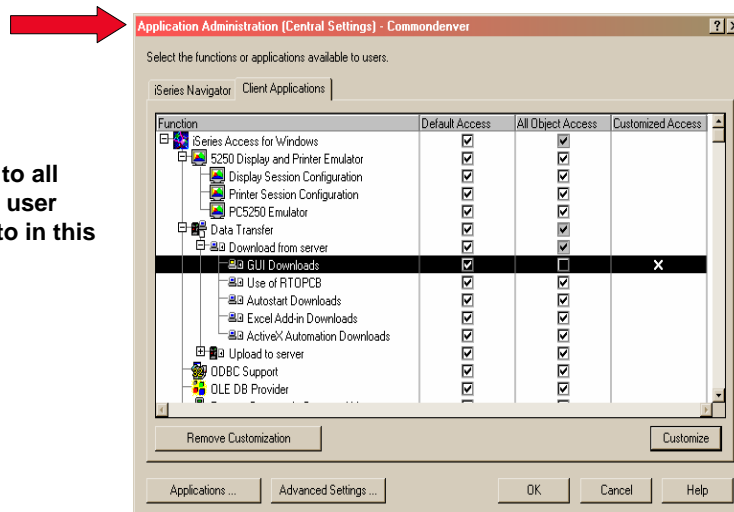 Application Administration (Central Settings) - Commondenver
Select the functions or applications available to users.
iSeries Navigator Client Applications
to all
user
to in this
Function Default Access All Object Access Customized Access
iSeries Access for Windows
5250 Display and Printer Emulator
Display Session Configuration
Printer Session Configuration
PC5250 Emulator
Data Transfer
Download from server
GUI Downloads X
Use of RTOPCB
Autostart Downloads
Excel Add-in Downloads
ActiveX Automation Downloads
Upload to server
ODBC Support
OLE DB Provider
Remove Customization Customize
Applications ... Advanced Settings ... OK Cancel Help